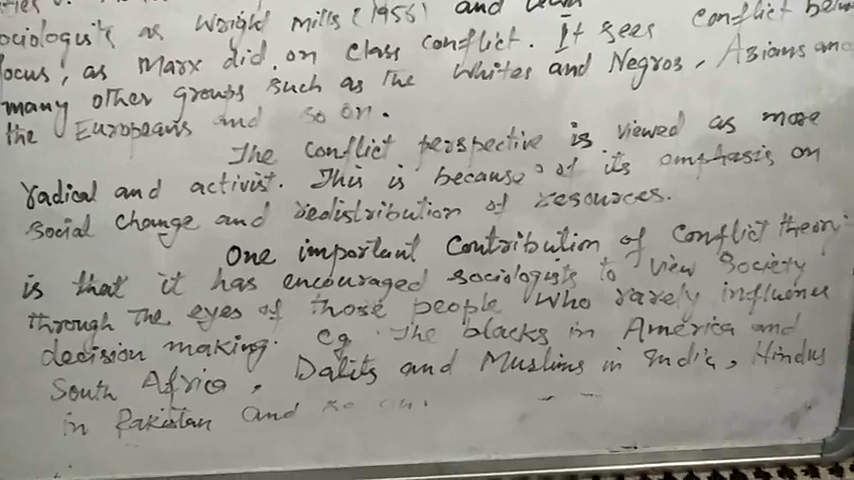 ociologists as Wright Mills (1956) and
focus, as Marx did, on class conflict. It sees conflict
many other groups such as the Whites and Negros, Asians and
the Europeans and so on.
The conflict perspective is viewed as more
radical and activist. This is because of its emphasis on
social change and redistribution of resources.
One important contribution of conflict theory
is that it has encouraged sociologists to view society
through the eyes of those people who rarely influence
decision making. eg. The blacks in America and
South Africa, Dalits and Muslims in India, Hindus
in Pakistan and so on.